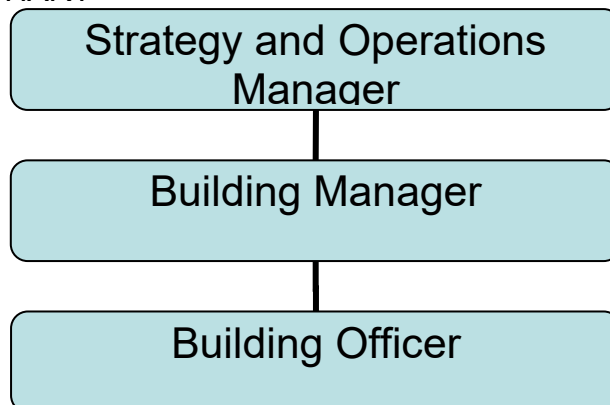 Strategy and Operations
Manager
Building Manager
Building Officer